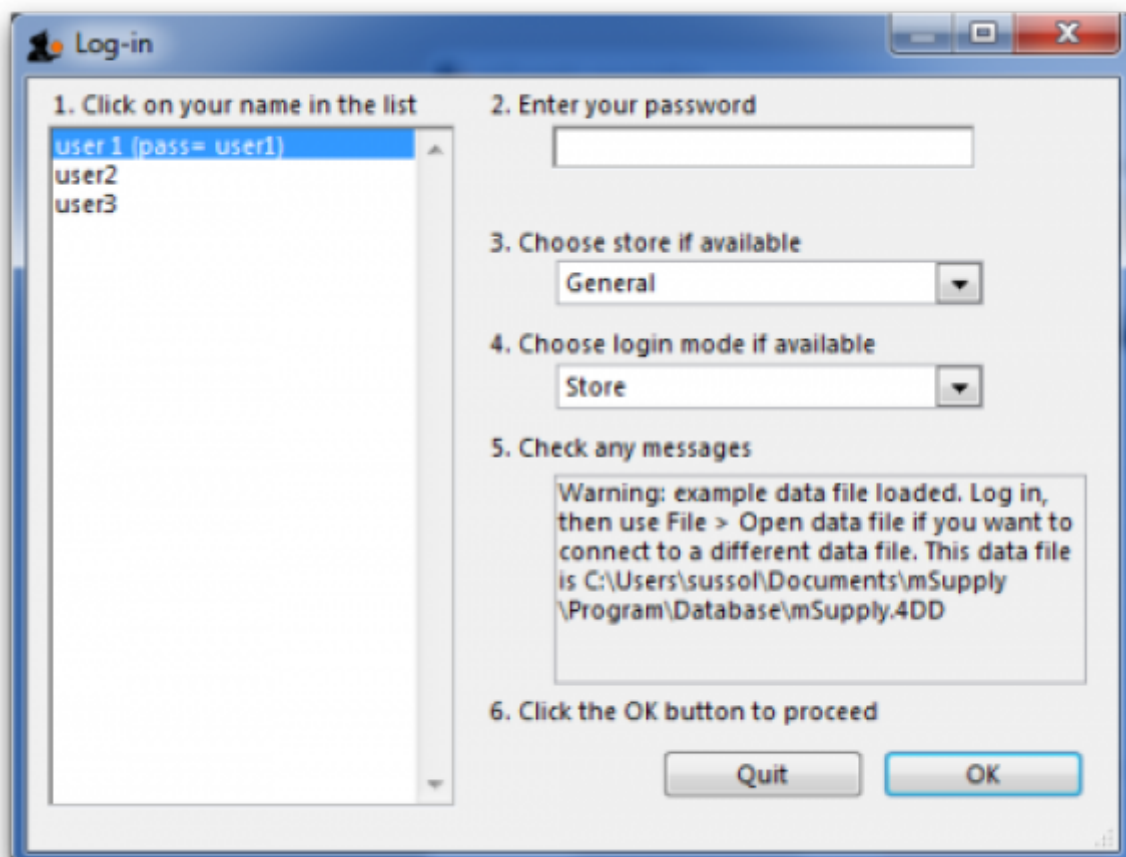 Log-in
1. Click on your name in the list
user 1 (pass= user1)
user2
user3
2. Enter your password
3. Choose store if available
General
4. Choose login mode if available
Store
5. Check any messages
Warning: example data file loaded. Log in,
then use File > Open data file if you want to
connect to a different data file. This data file
is C:\Users\sussol\Documents\mSupply
\Program\Database\mSupply.4DD
6. Click the OK button to proceed
Quit
OK